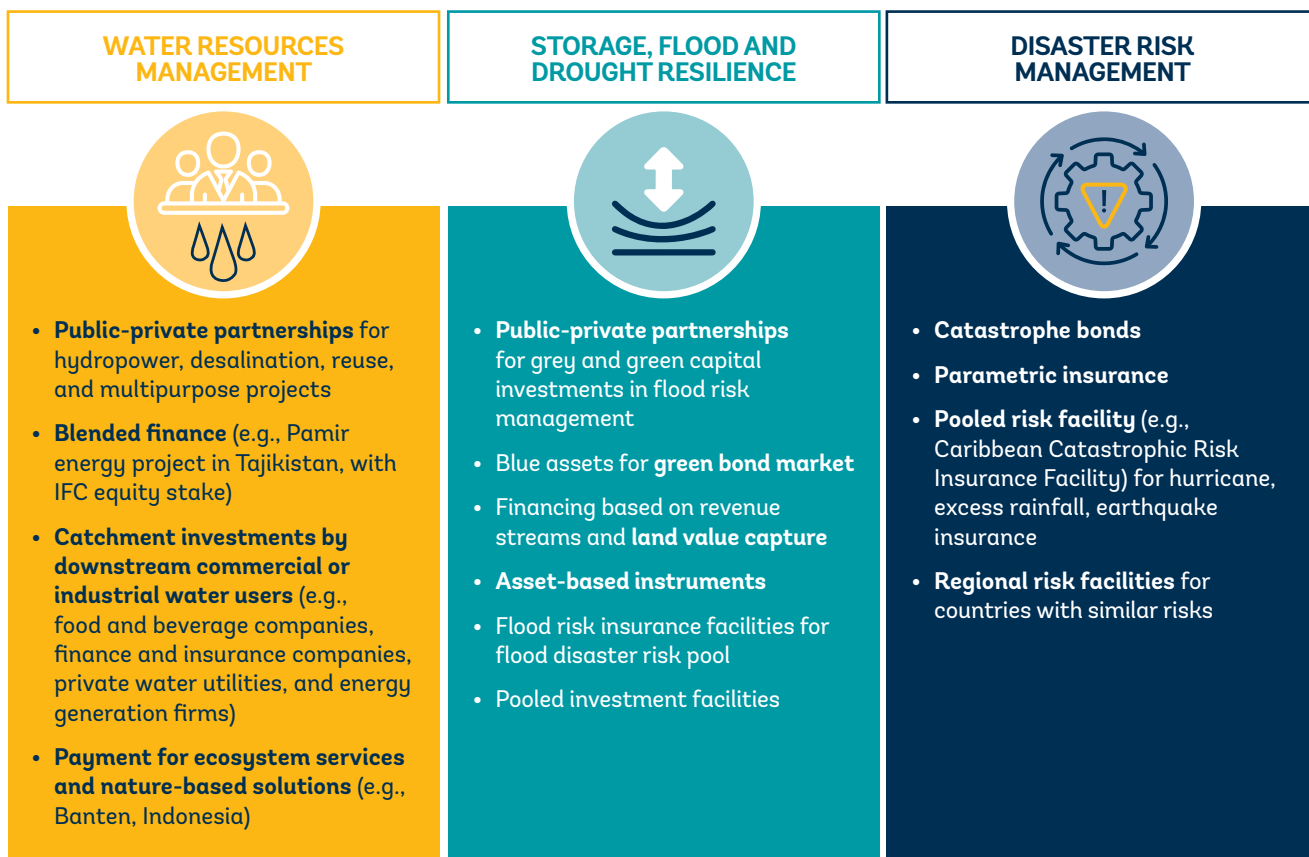 WATER RESOURCES
MANAGEMENT
• Public-private partnerships for
hydropower, desalination, reuse,
and multipurpose projects
• Blended finance (e.g., Pamir
energy project in Tajikistan, with
IFC equity stake)
• Catchment investments by
downstream commercial or
industrial water users (e.g.,
food and beverage companies,
finance and insurance companies,
private water utilities, and energy
generation firms)
• Payment for ecosystem services
and nature-based solutions (e.g.,
Banten, Indonesia)
STORAGE, FLOOD AND
DROUGHT RESILIENCE
• Public-private partnerships
for grey and green capital
investments in flood risk
management
• Blue assets for green bond market
• Financing based on revenue
streams and land value capture
• Asset-based instruments
• Flood risk insurance facilities for
flood disaster risk pool
• Pooled investment facilities
DISASTER RISK
MANAGEMENT
!
• Catastrophe bonds
• Parametric insurance
• Pooled risk facility (e.g.,
Caribbean Catastrophic Risk
Insurance Facility) for hurricane,
excess rainfall, earthquake
insurance
• Regional risk facilities for
countries with similar risks